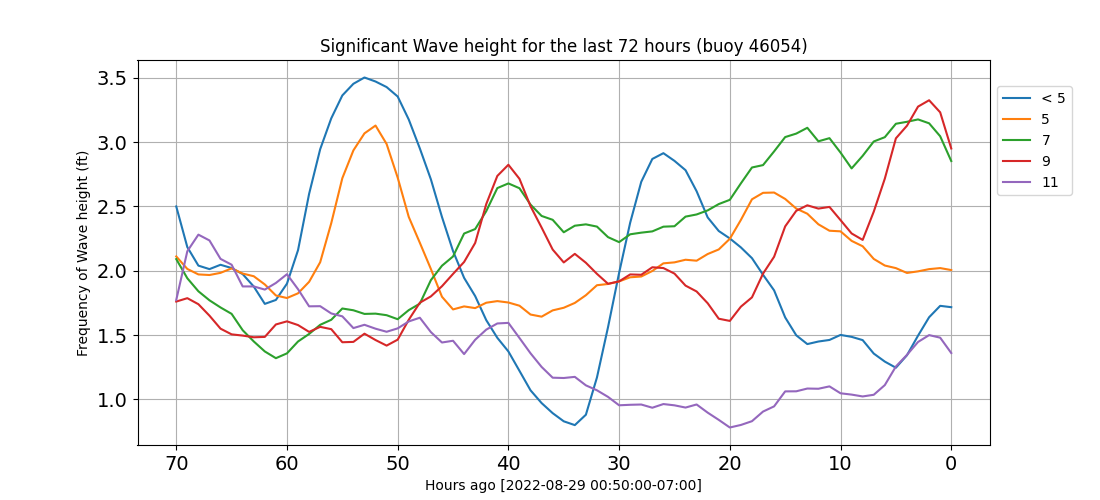 Significant Wave height for the last 72 hours (buoy 46054)
Frequency of Wave height (ft)
3.5
3.0
2.5
2.0
1.5
1.0
70 60 50 40 30 20 10 0
Hours ago [2022-08-29 00:50:00-07:00]
< 5
5
7
9
11